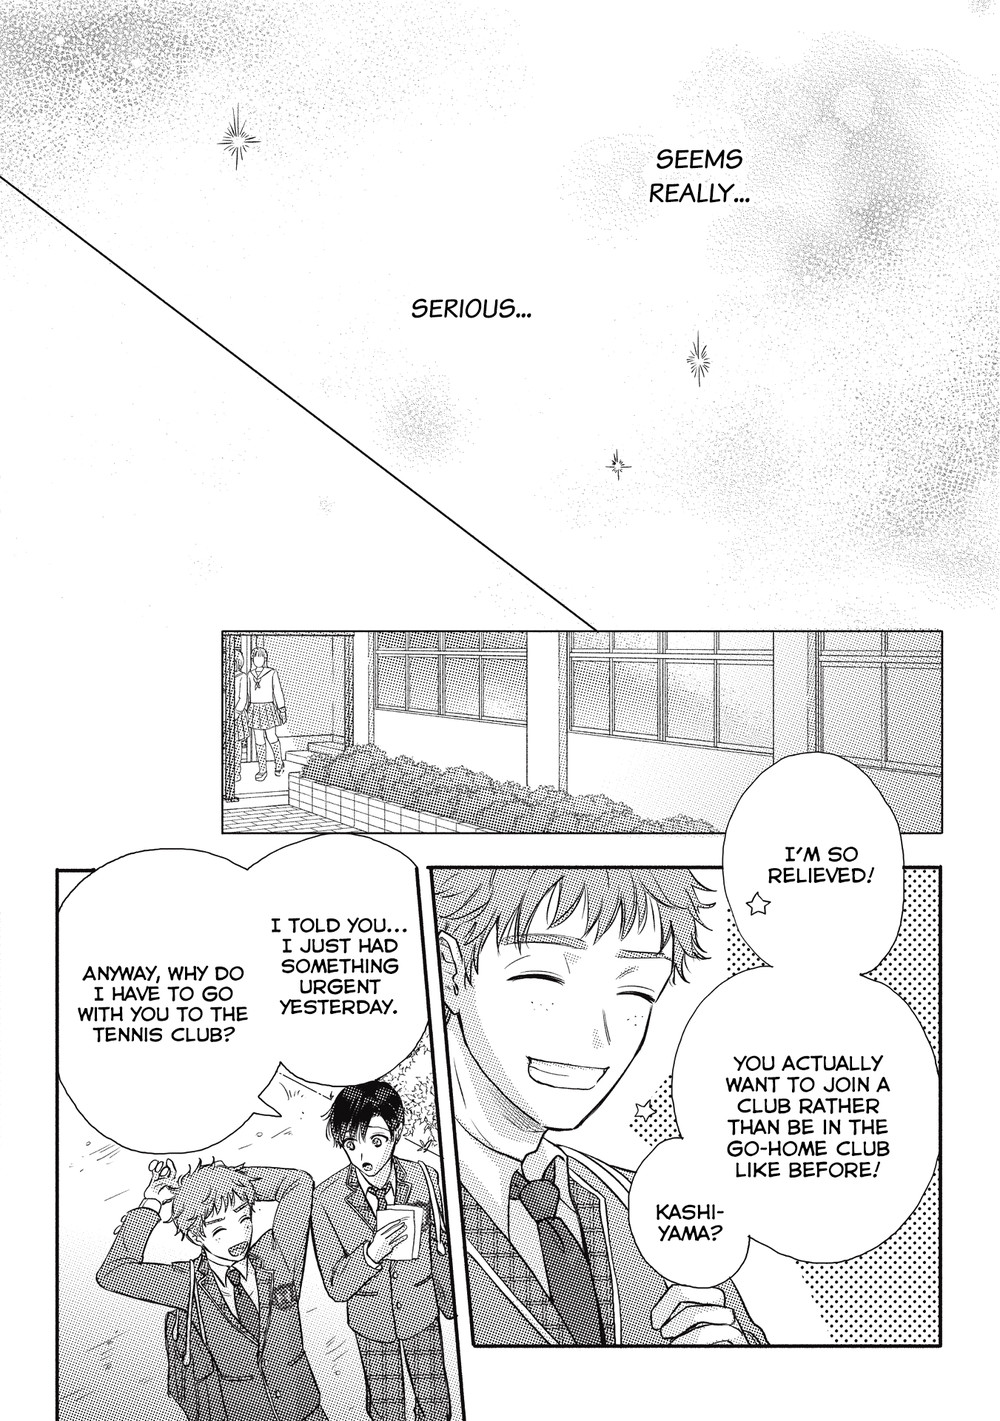 SEEMS
REALLY...
SERIOUS...
I'M SO
RELIEVED!
YOU ACTUALLY
WANT TO JOIN A
CLUB RATHER
THAN BE IN THE
GO-HOME CLUB
LIKE BEFORE!
KASHI-
YAMA?
I TOLD YOU...
I JUST HAD
SOMETHING
URGENT
YESTERDAY.
ANYWAY, WHY DO
I HAVE TO GO
WITH YOU TO THE
TENNIS CLUB?